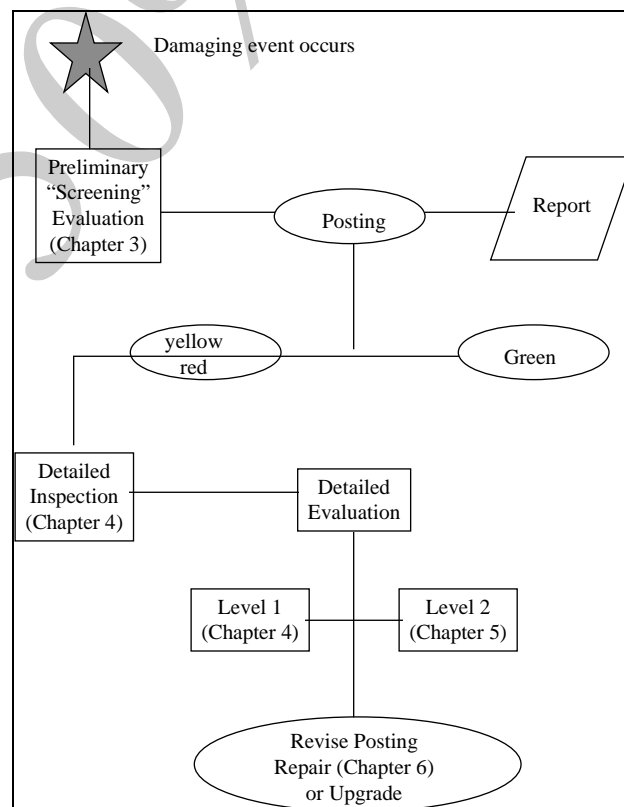 Damaging event occurs
Preliminary
“Screening”
Evaluation
(Chapter 3)
Posting
Report
yellow
red
Green
Detailed
Inspection
(Chapter 4)
Detailed
Evaluation
Level 1
(Chapter 4)
Level 2
(Chapter 5)
Revise Posting
Repair (Chapter 6)
or Upgrade